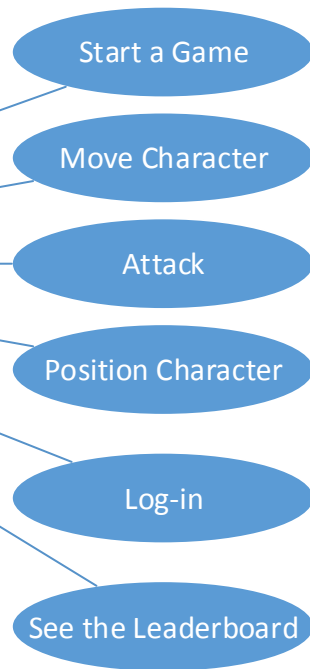 Start a Game
Move Character
Attack
Position Character
Log-in
See the Leaderboard